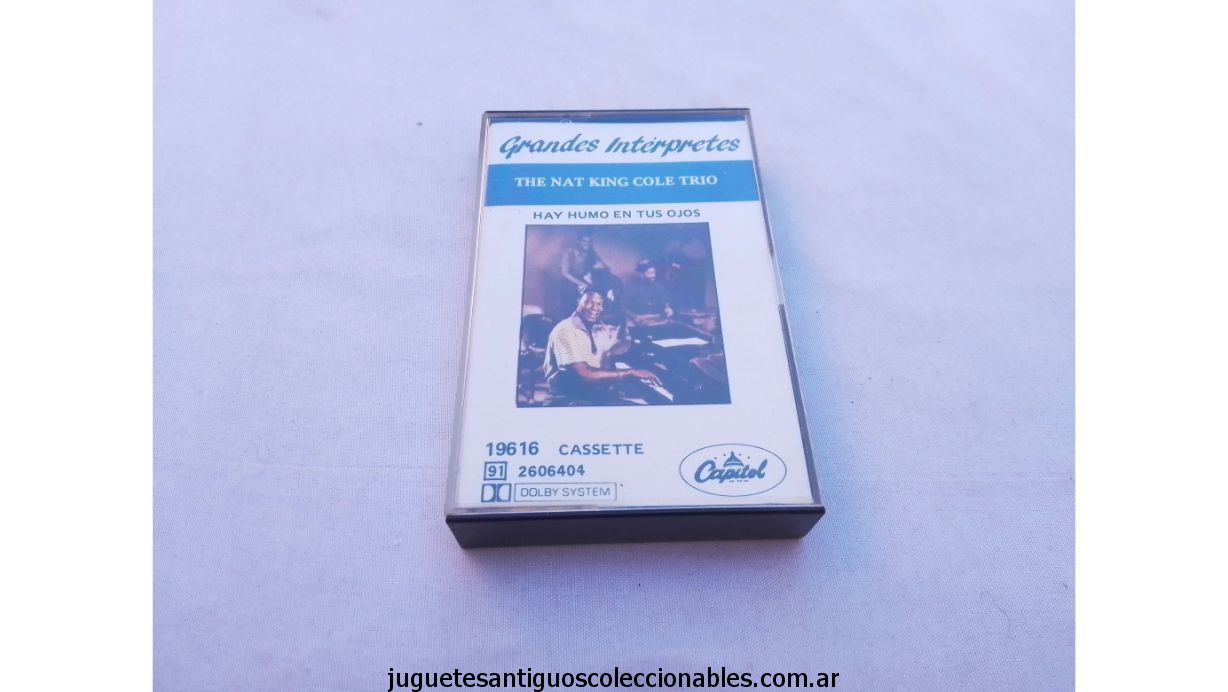 Grandes Intérpretes
THE NAT KING COLE TRIO
HAY HUMO EN TUS OJOS
19616 CASSETTE
91 2606404
DOLBY SYSTEM
Capitol
juguetesantiguoscoleccionables.com.ar